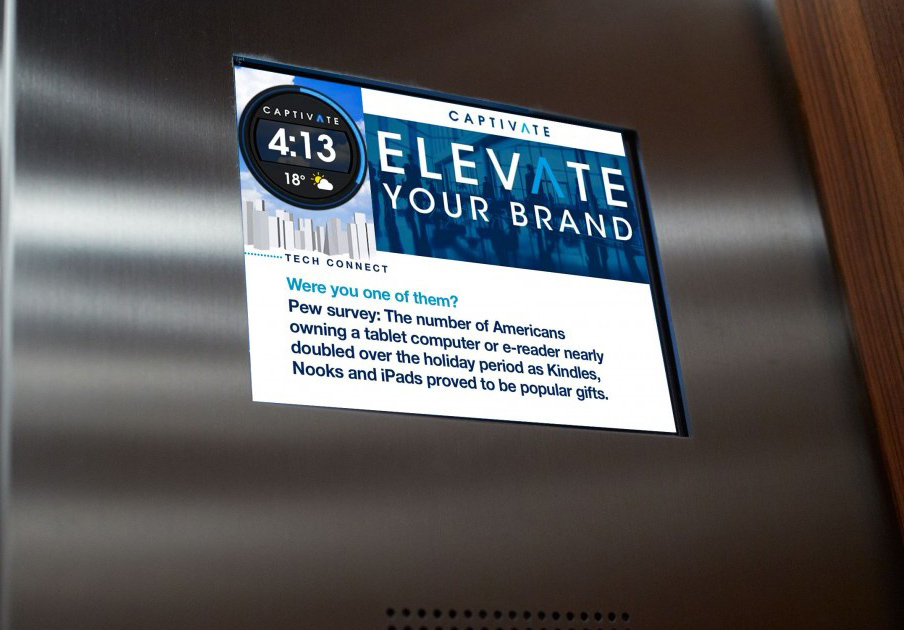 CAPTIVATE
4:13
18°
CAPTIVATE
ELEVATE
YOUR BRAND
TECH CONNECT
Were you one of them?
Pew survey: The number of Americans
owning a tablet computer or e-reader nearly
doubled over the holiday period as Kindles,
Nooks and iPads proved to be popular gifts.